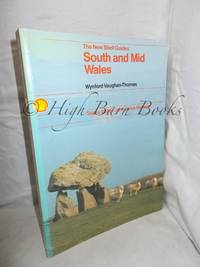 The New Shell Guides
South and Mid
Wales
Wynford Vaughan-Thomas
© High Barn Books